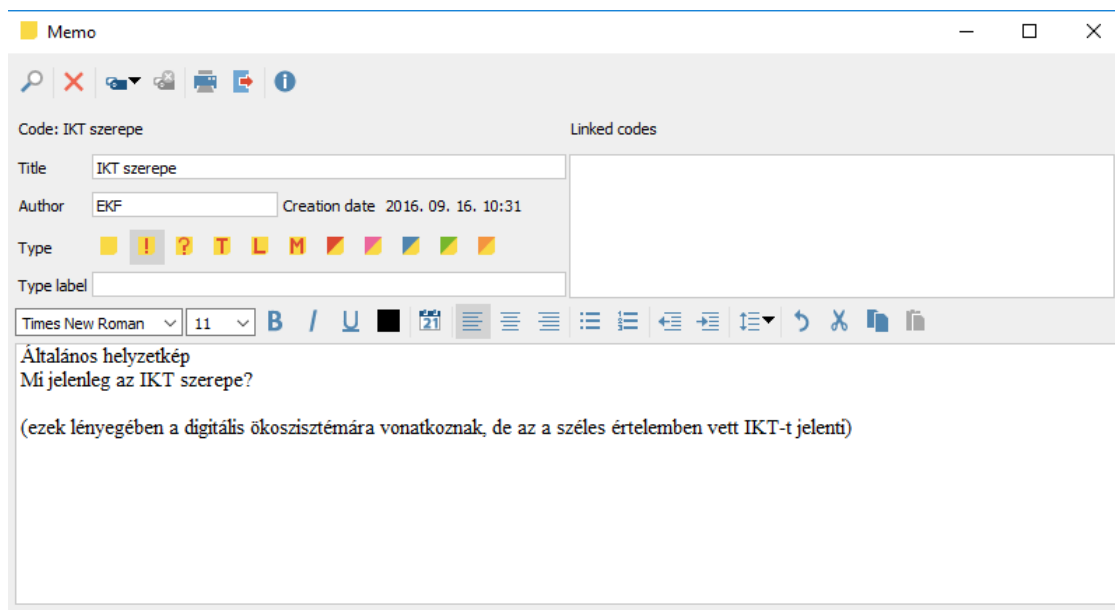 Memo
Code: IKT szerepe
Linked codes
Title IKT szerepe
Author EKF Creation date 2016. 09. 16. 10:31
Type ! ? T L M
Type label
Times New Roman 11 B I U 21
Általános helyzetkép
Mi jelenleg az IKT szerepe?
(ezek lényegében a digitális ökoszisztémára vonatkoznak, de az a széles értelemben vett IKT-t jelenti)